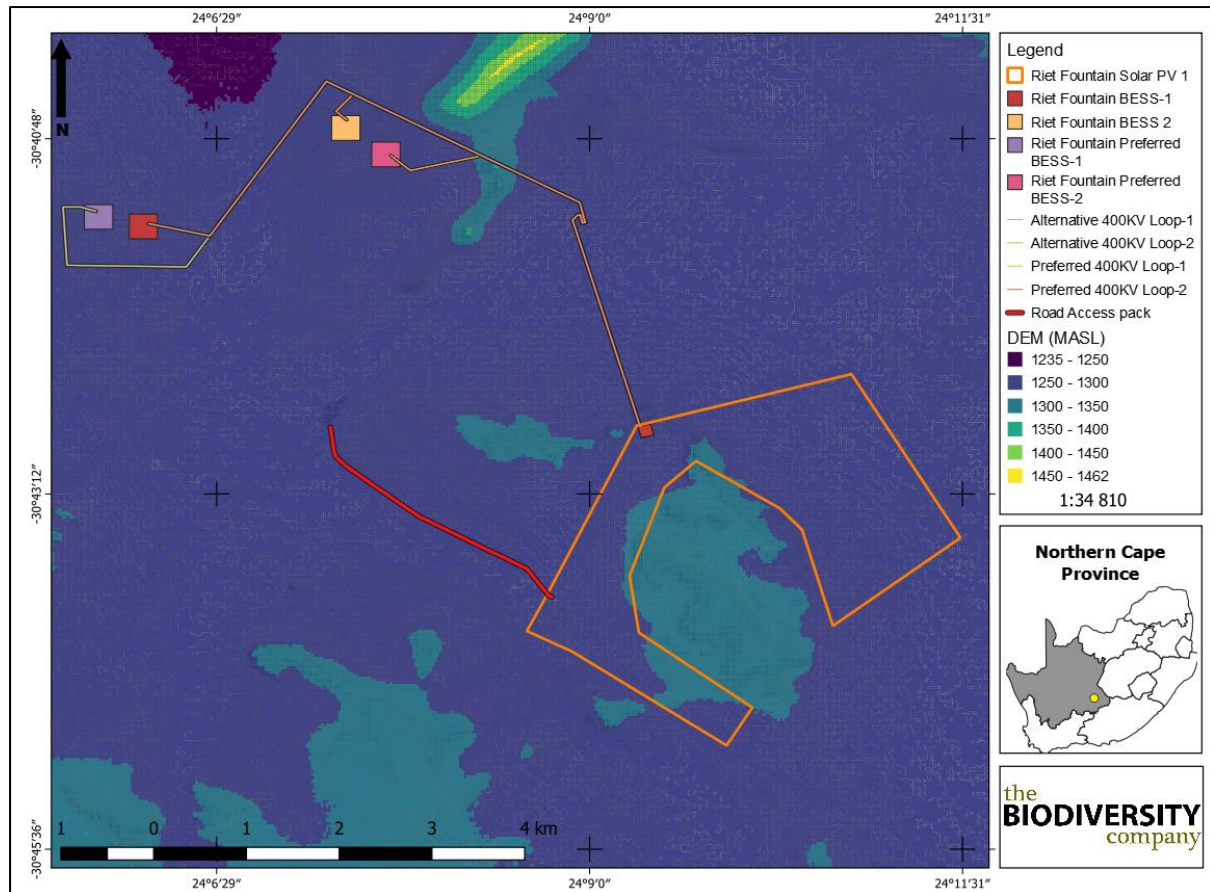 24°6′29″ 24°9′0″ 24°11′31″
N
-30°40′48″
-30°43′12″
-30°45′36″
1 0 1 2 3 4 km
24°6′29″ 24°9′0″ 24°11′31″
Legend
Riet Fountain Solar PV 1
Riet Fountain BESS-1
Riet Fountain BESS 2
Riet Fountain Preferred
BESS-1
Riet Fountain Preferred
BESS-2
Alternative 400KV Loop-1
Alternative 400KV Loop-2
Preferred 400KV Loop-1
Preferred 400KV Loop-2
Road Access pack
DEM (MASL)
1235 - 1250
1250 - 1300
1300 - 1350
1350 - 1400
1400 - 1450
1450 - 1462
1:34 810
Northern Cape
Province
the
BIODIVERSITY
company